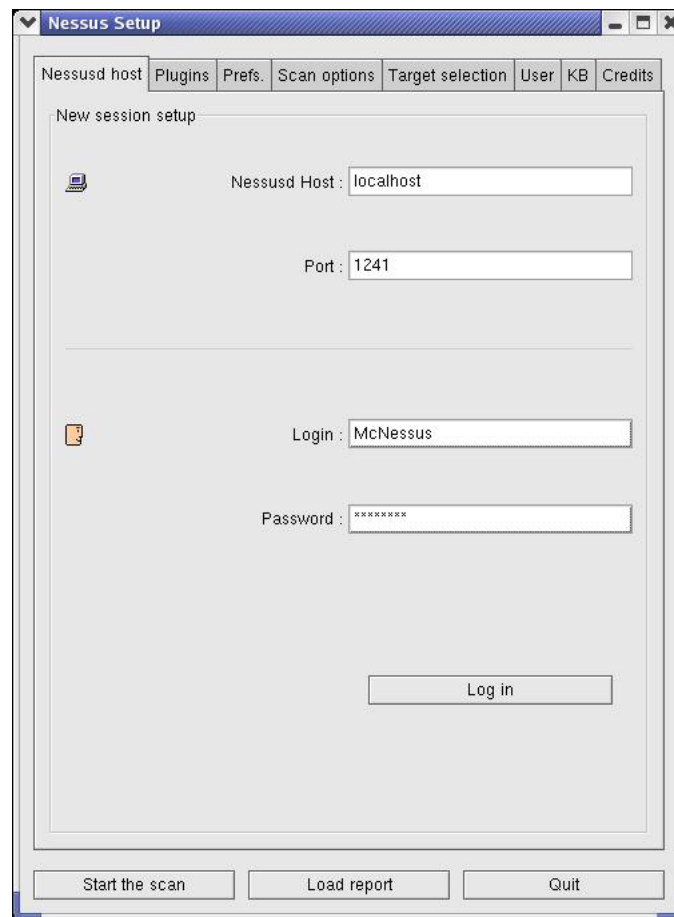 Nessus Setup
Nessusd host Plugins Prefs. Scan options Target selection User KB Credits
New session setup
Nessusd Host : localhost
Port : 1241
Login : McNessus
Password : ********
Log in
Start the scan Load report Quit